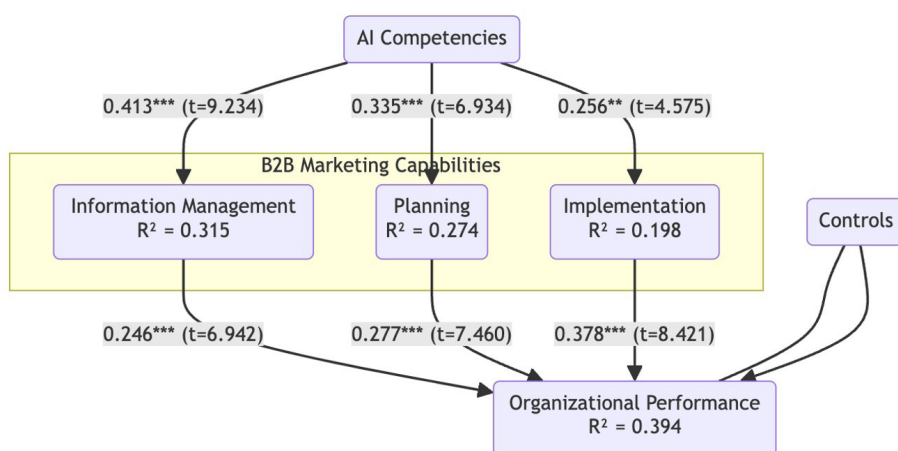 AI Competencies
0.413*** (t=9.234)
0.335*** (t=6.934)
0.256** (t=4.575)
B2B Marketing Capabilities
Information Management
R² = 0.315
Planning
R² = 0.274
Implementation
R² = 0.198
Controls
0.246*** (t=6.942)
0.277*** (t=7.460)
0.378*** (t=8.421)
Organizational Performance
R² = 0.394